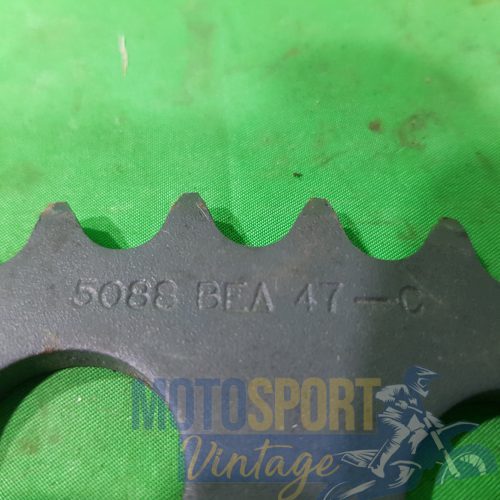 5088 BEA 47-C
MOTOSPORT
Vintage